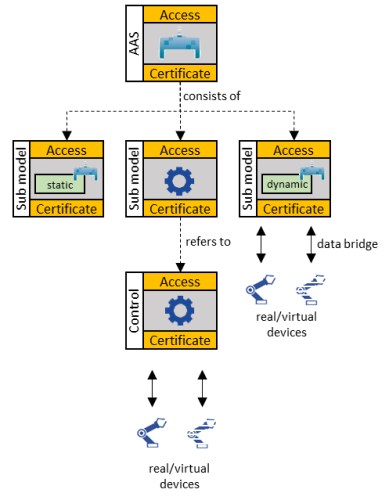 AAS
Access
Certificate
consists of
Sub model
Access
static
Certificate
Sub model
Access
Certificate
Sub model
Access
dynamic
Certificate
refers to
data bridge
Control
Access
Certificate
real/virtual
devices
real/virtual
devices